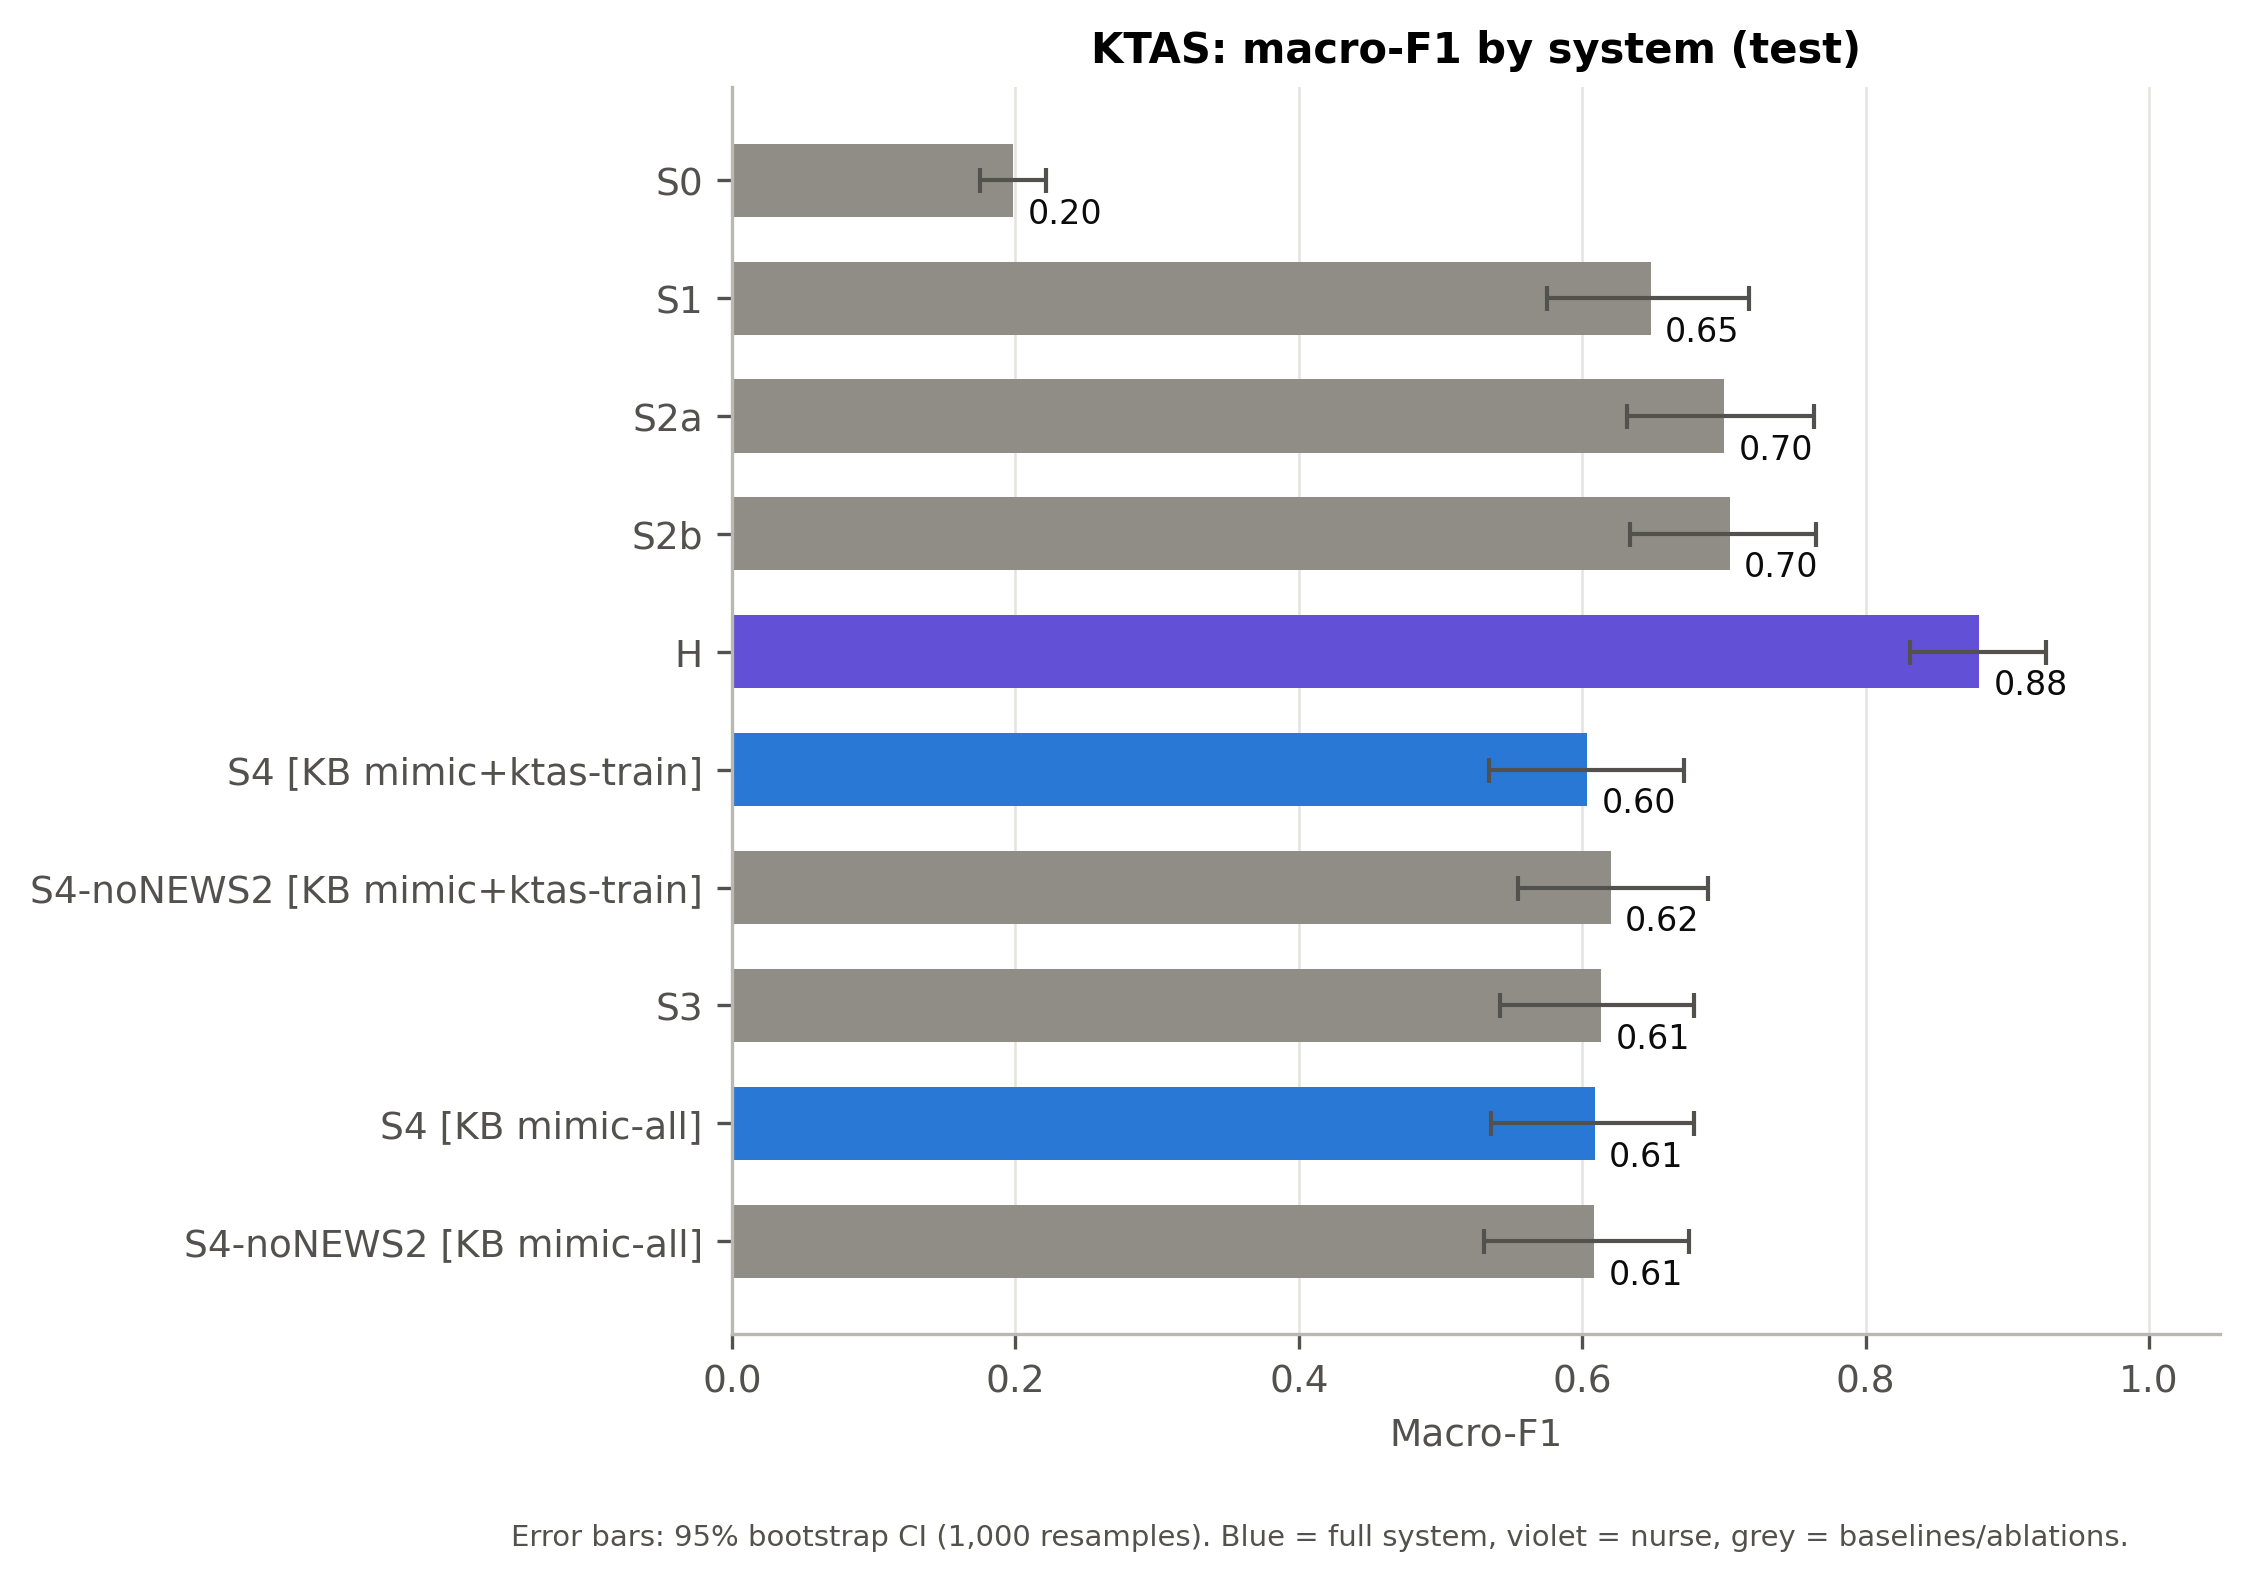 KTAS: macro-F1 by system (test)
S0
0.20
S1
0.65
S2a
0.70
S2b
0.70
H
0.88
S4 [KB mimic+ktas-train]
0.60
S4-noNEWS2 [KB mimic+ktas-train]
0.62
S3
0.61
S4 [KB mimic-all]
0.61
S4-noNEWS2 [KB mimic-all]
0.61
0.0 0.2 0.4 0.6 0.8 1.0
Macro-F1
Error bars: 95% bootstrap CI (1,000 resamples). Blue = full system, violet = nurse, grey = baselines/ablations.